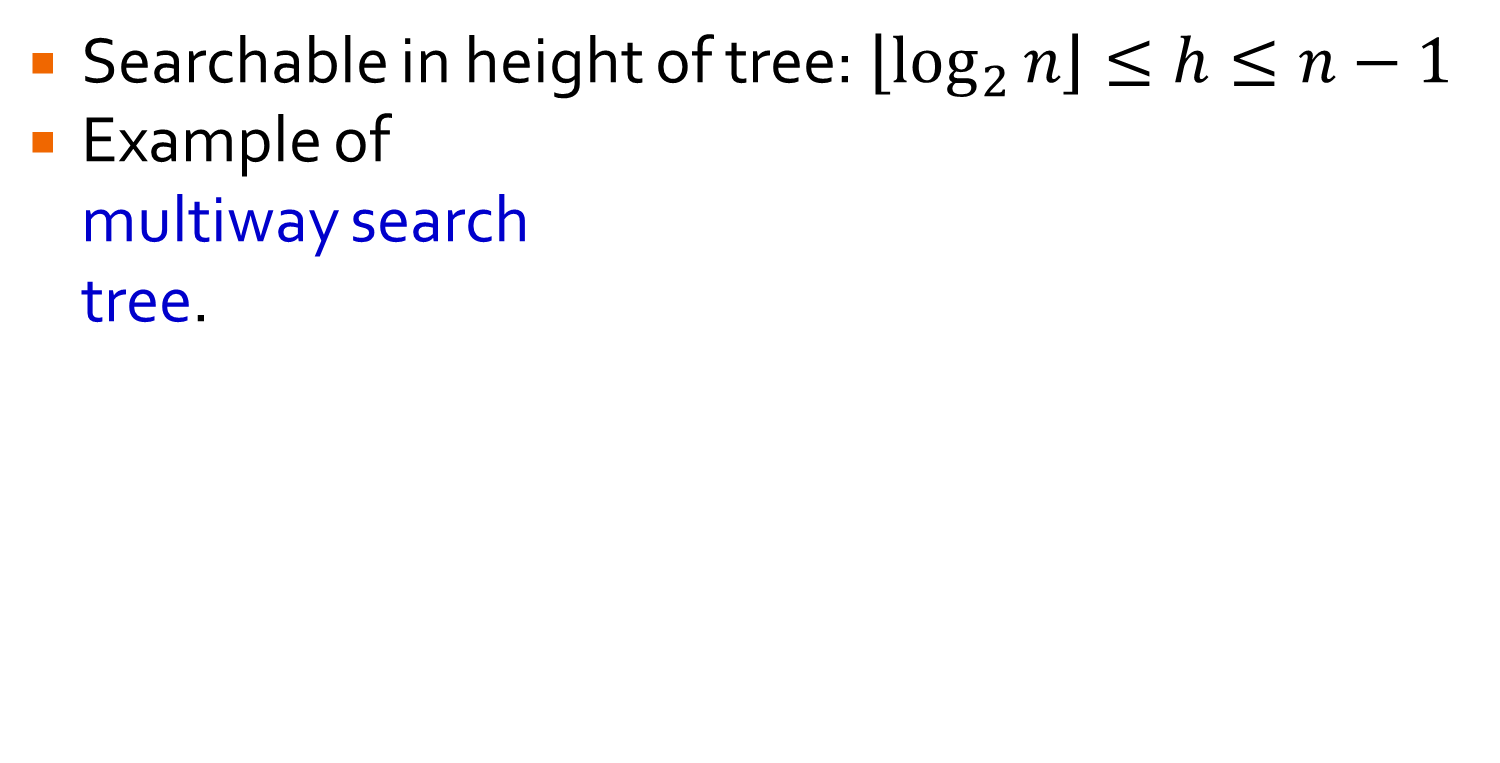 ▪ Searchable in height of tree: ⌊log₂ n⌋ ≤ h ≤ n − 1
▪ Example of
multiway search
tree.